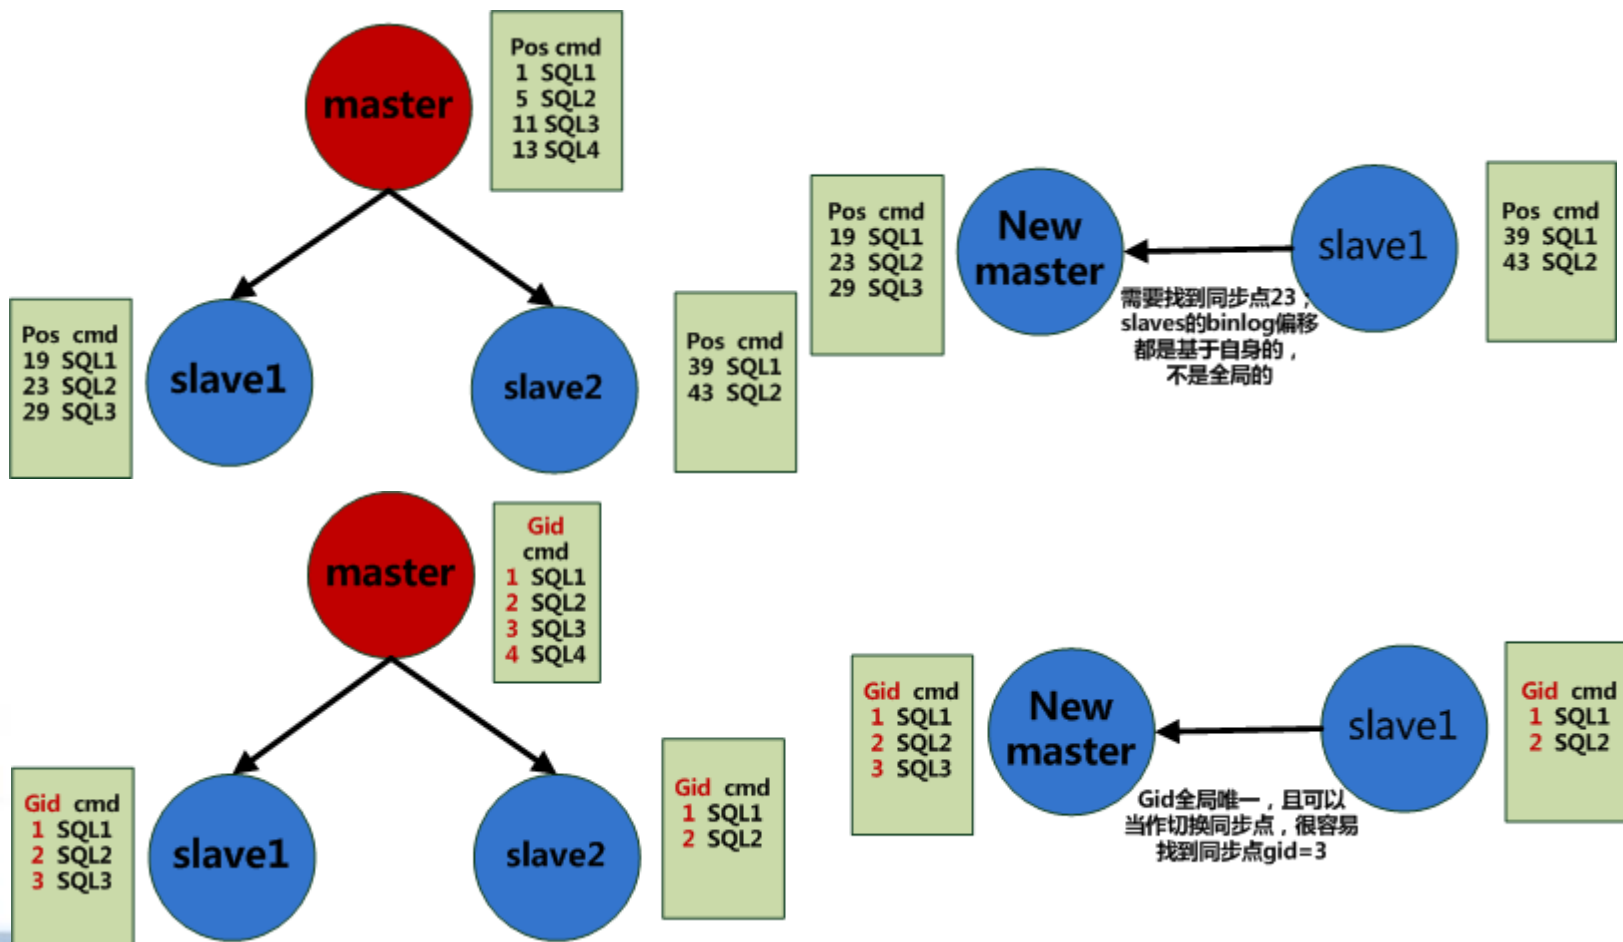 master
Pos cmd
1 SQL1
5 SQL2
11 SQL3
13 SQL4
Pos cmd
19 SQL1
23 SQL2
29 SQL3
slave1
slave2
Pos cmd
39 SQL1
43 SQL2
Pos cmd
19 SQL1
23 SQL2
29 SQL3
New
master
slave1
Pos cmd
39 SQL1
43 SQL2
需要找到同步点23；
slaves的binlog偏移
都是基于自身的，
不是全局的
master
Gid
cmd
1 SQL1
2 SQL2
3 SQL3
4 SQL4
Gid cmd
1 SQL1
2 SQL2
3 SQL3
slave1
slave2
Gid cmd
1 SQL1
2 SQL2
Gid cmd
1 SQL1
2 SQL2
3 SQL3
New
master
slave1
Gid cmd
1 SQL1
2 SQL2
Gid全局唯一，且可以
当作切换同步点，很容易
找到同步点gid=3